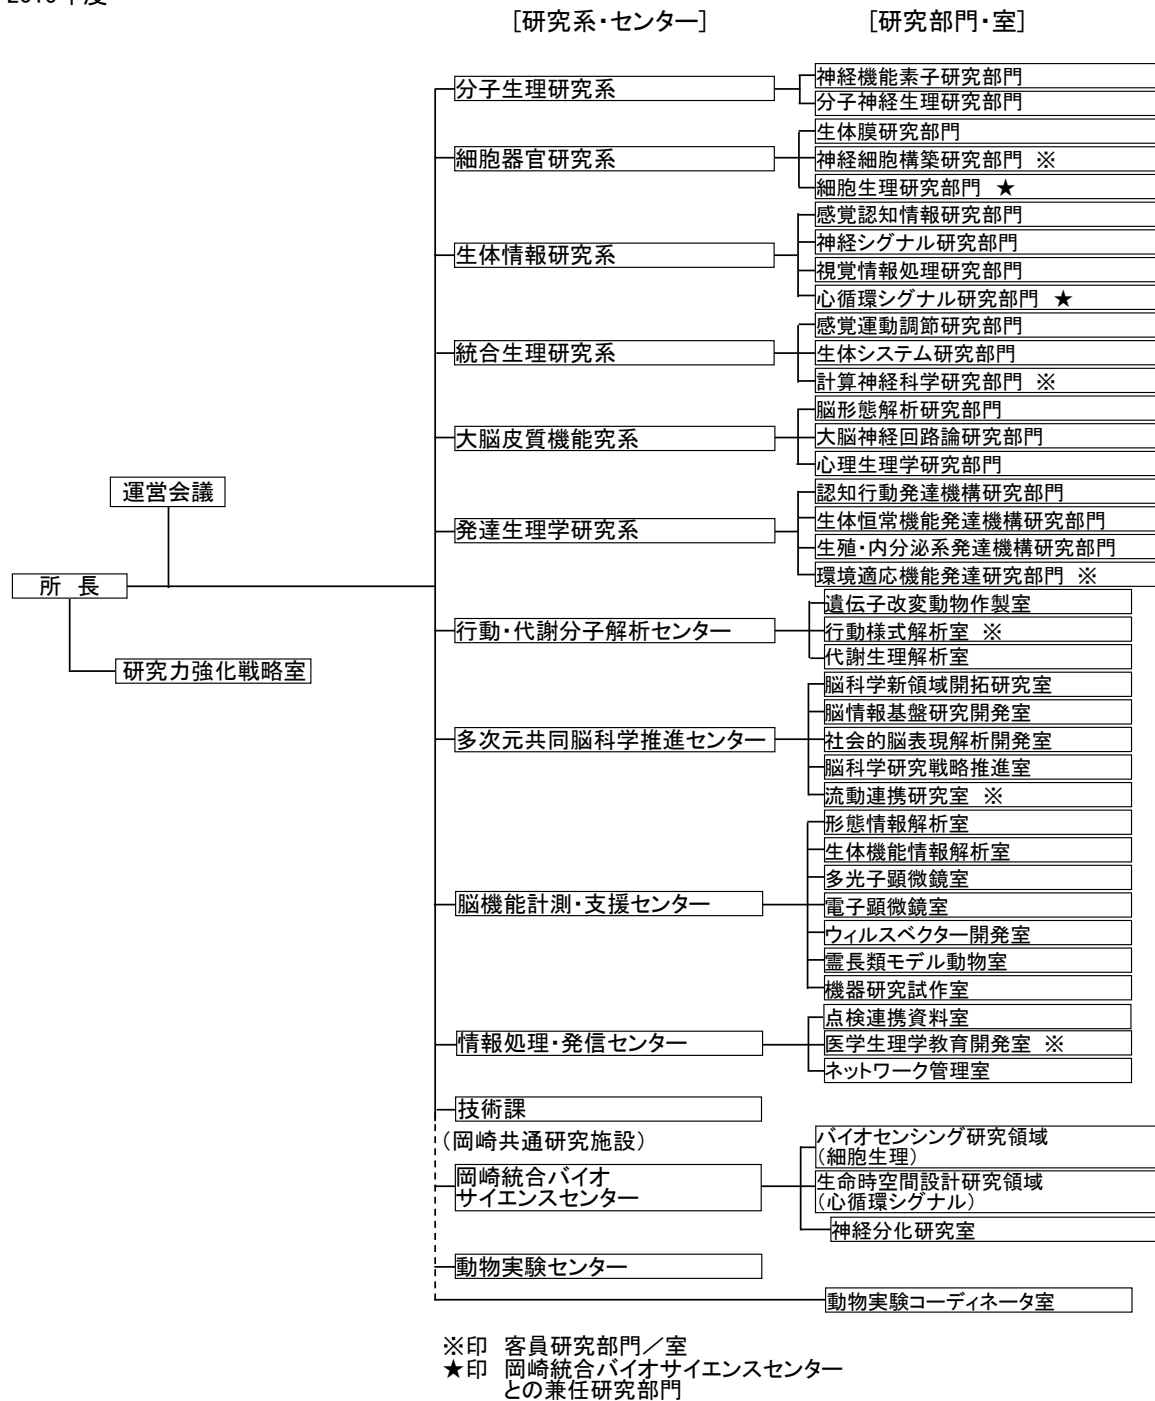 [研究系・センター]
[研究部門・室]
分子生理研究系
神経機能素子研究部門
分子神経生理研究部門
細胞器官研究系
生体膜研究部門
神経細胞構築研究部門 ※
細胞生理研究部門 ★
生体情報研究系
感覚認知情報研究部門
神経シグナル研究部門
視覚情報処理研究部門
心循環シグナル研究部門 ★
統合生理研究系
感覚運動調節研究部門
生体システム研究部門
計算神経科学研究部門 ※
大脳皮質機能究系
脳形態解析研究部門
大脳神経回路論研究部門
心理生理学研究部門
運営会議
所 長
研究力強化戦略室
発達生理学研究系
認知行動発達機構研究部門
生体恒常機能発達機構研究部門
生殖・内分泌系発達機構研究部門
環境適応機能発達研究部門 ※
行動・代謝分子解析センター
遺伝子改変動物作製室
行動様式解析室 ※
代謝生理解析室
多次元共同脳科学推進センター
脳科学新領域開拓研究室
脳情報基盤研究開発室
社会的脳表現解析開発室
脳科学研究戦略推進室
流動連携研究室 ※
脳機能計測・支援センター
形態情報解析室
生体機能情報解析室
多光子顕微鏡室
電子顕微鏡室
ウィルスベクター開発室
霊長類モデル動物室
機器研究試作室
情報処理・発信センター
点検連携資料室
医学生理学教育開発室 ※
ネットワーク管理室
技術課
(岡崎共通研究施設)
岡崎統合バイオ
サイエンスセンター
バイオセンシング研究領域
(細胞生理)
生命時空間設計研究領域
(心循環シグナル)
神経分化研究室
動物実験センター
動物実験コーディネータ室
※印 客員研究部門／室
★印 岡崎統合バイオサイエンスセンター
との兼任研究部門